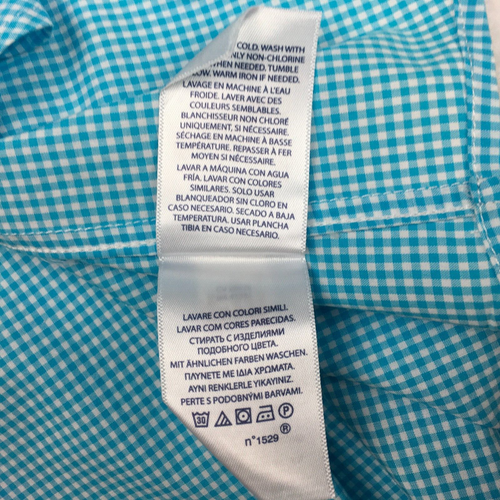 COLD. WASH WITH
ONLY NON-CHLORINE
WHEN NEEDED. TUMBLE
LOW. WARM IRON IF NEEDED.
LAVAGE EN MACHINE À L'EAU
FROIDE. LAVER AVEC DES
COULEURS SEMBLABLES.
BLANCHISSEUR NON CHLORÉ
UNIQUEMENT, SI NÉCESSAIRE.
SÉCHAGE EN MACHINE À BASSE
TEMPÉRATURE. REPASSER À FER
MOYEN SI NÉCESSAIRE.
LAVAR A MÁQUINA CON AGUA
FRÍA. LAVAR CON COLORES
SIMILARES. SOLO USAR
BLANQUEADOR SIN CLORO EN
CASO NECESARIO. SECADO A BAJA
TEMPERATURA. USAR PLANCHA
TIBIA EN CASO NECESARIO.
LAVARE CON COLORI SIMILI.
LAVAR COM CORES PARECIDAS.
СТИРАТЬ С ИЗДЕЛИЯМИ
ПОДОБНОГО ЦВЕТА.
MIT ÄHNLICHEN FARBEN WASCHEN.
ΠΛΥΝΕΤΕ ΜΕ ΙΔΙΑ ΧΡΩΜΑΤΑ.
AYNI RENKLERLE YIKAYINIZ.
PERTE S PODOBNÝMI BARVAMI.
30 P
n°1529 ®